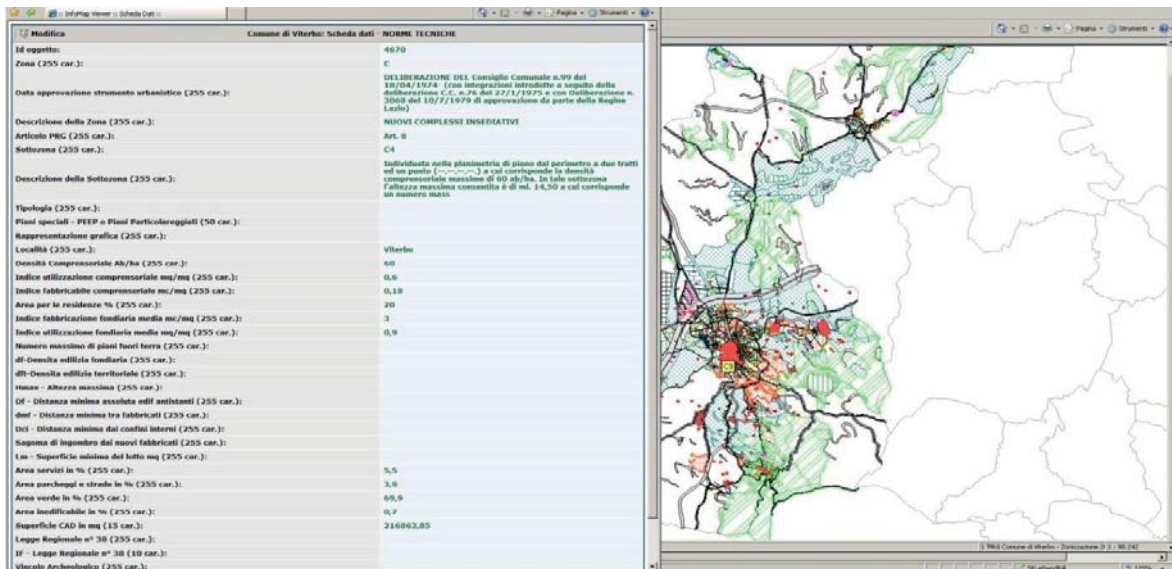 :: InfoMap Viewer :: Scheda Dati ::
Pagina Strumenti
Pagina Strumenti
Modifica Comune di Viterbo: Scheda dati - NORME TECNICHE
Id oggetto: 4670
Zona (255 car.): C
Data approvazione strumento urbanistico (255 car.):
DELIBERAZIONE DEL Consiglio Comunale n.99 del
18/04/1974- (con integrazioni introdotte a seguito della
deliberazione C.C. n.76 del 27/1/1975 e con Deliberazione n.
3068 del 10/7/1979 di approvazione da parte della Regine
Lazio)
Descrizione della Zona (255 car.): NUOVI COMPLESSI INSEDIATIVI
Articolo PRG (255 car.): Art. 8
Sottozona (255 car.): C4
Descrizione della Sottozona (255 car.):
Individuata nella planimetria di piano dal perimetro a due tratti
ed un punto (--.--.--.--.) a cui corrisponde la densità
comprensoriale massima di 60 ab/ha. In tale sottozona
l'altezza massima consentita è di ml. 14,50 a cui corrisponde
un numero mass
Tipologia (255 car.):
Piani speciali - PEEP o Piani Particolareggiati (50 car.):
Rappresentazione grafica (255 car.):
Località (255 car.): Viterbo
Densità Comprensoriale Ab/ha (255 car.): 60
Indice utilizzazione comprensoriale mq/mq (255 car.): 0,6
Indice fabbricabile comprensoriale mc/mq (255 car.): 0,18
Area per le residenze % (255 car.): 20
Indice fabbricazione fondiaria media mc/mq (255 car.): 3
Indice utilizzazione fondiaria media mq/mq (255 car.): 0,9
Numero massimo di piani fuori terra (255 car.):
df-Densita edilizia fondiaria (255 car.):
dft-Densita edilizia territoriale (255 car.):
Hmax - Altezza massima (255 car.):
Df - Distanza minima assoluta edif antistanti (255 car.):
dmf - Distanza minima tra fabbricati (255 car.):
Dci - Distanza minima dai confini interni (255 car.):
Sagoma di ingombro dai nuovi fabbricati (255 car.):
Lm - Superficie minima del lotto mq (255 car.):
Area servizi in % (255 car.): 5,5
Area parcheggi o strade in % (255 car.): 3,9
Area verde in % (255 car.): 69,9
Area inedificabile in % (255 car.): 0,7
Superficie CAD in mq (15 car.): 216863,85
Legge Regionale n° 38 (255 car.):
IF - Legge Regionale n° 38 (10 car.):
Vincolo Archeologico (255 car.):
Comune di Viterbo - Zonizzazione